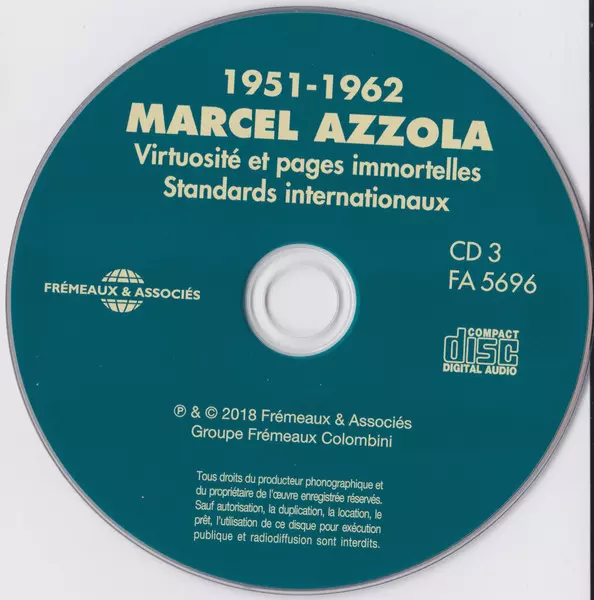 1951-1962
MARCEL AZZOLA
Virtuosité et pages immortelles
Standards internationaux
CD 3
FA 5696
FRÉMEAUX & ASSOCIÉS
COMPACT
disc
DIGITAL AUDIO
℗ & © 2018 Frémeaux & Associés
Groupe Frémeaux Colombini
Tous droits du producteur phonographique et
du propriétaire de l'œuvre enregistrée réservés.
Sauf autorisation, la duplication, la location, le
prêt, l'utilisation de ce disque pour exécution
publique et radiodiffusion sont interdits.